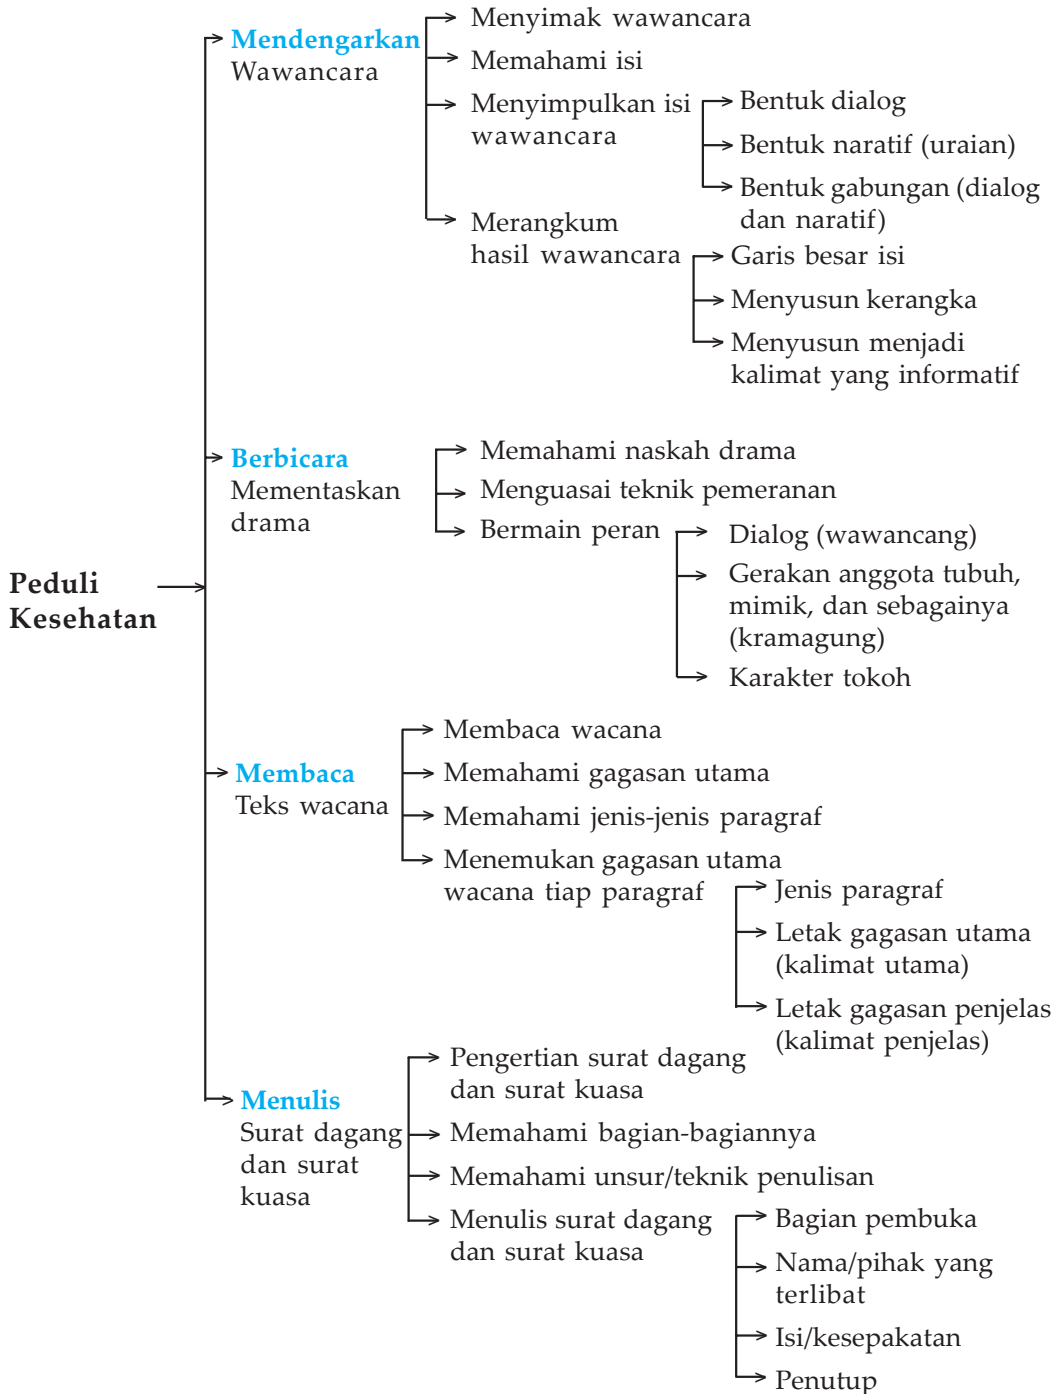 Peduli
Kesehatan
Mendengarkan
Wawancara
Menyimak wawancara
Memahami isi
Menyimpulkan isi
wawancara
Bentuk dialog
Bentuk naratif (uraian)
Bentuk gabungan (dialog
dan naratif)
Merangkum
hasil wawancara
Garis besar isi
Menyusun kerangka
Menyusun menjadi
kalimat yang informatif
Berbicara
Mementaskan
drama
Memahami naskah drama
Menguasai teknik pemeranan
Bermain peran
Dialog (wawancang)
Gerakan anggota tubuh,
mimik, dan sebagainya
(kramagung)
Karakter tokoh
Membaca
Teks wacana
Membaca wacana
Memahami gagasan utama
Memahami jenis-jenis paragraf
Menemukan gagasan utama
wacana tiap paragraf
Jenis paragraf
Letak gagasan utama
(kalimat utama)
Letak gagasan penjelas
(kalimat penjelas)
Menulis
Surat dagang
dan surat
kuasa
Pengertian surat dagang
dan surat kuasa
Memahami bagian-bagiannya
Memahami unsur/teknik penulisan
Menulis surat dagang
dan surat kuasa
Bagian pembuka
Nama/pihak yang
terlibat
Isi/kesepakatan
Penutup